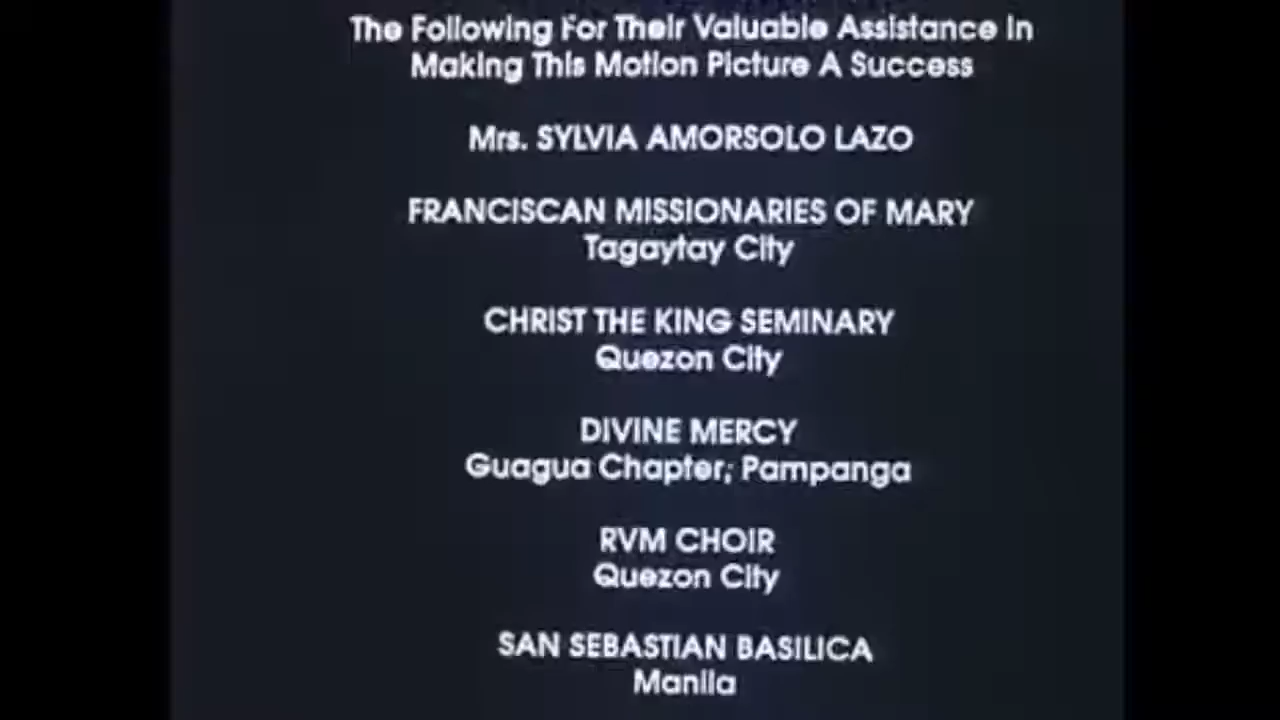 The Following For Their Valuable Assistance In
Making This Motion Picture A Success
Mrs. SYLVIA AMORSOLO LAZO
FRANCISCAN MISSIONARIES OF MARY
Tagaytay City
CHRIST THE KING SEMINARY
Quezon City
DIVINE MERCY
Guagua Chapter, Pampanga
RVM CHOIR
Quezon City
SAN SEBASTIAN BASILICA
Manila